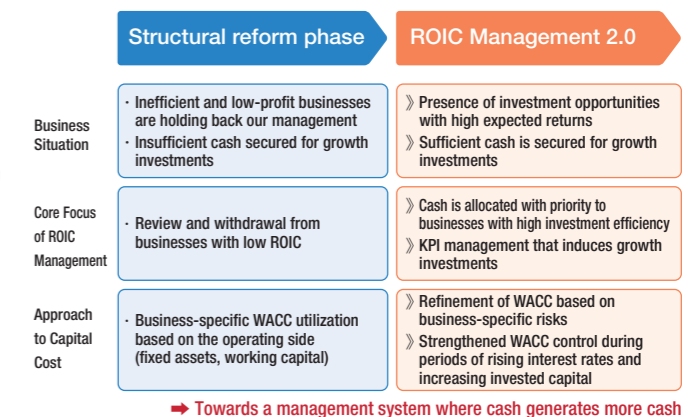 Structural reform phase
ROIC Management 2.0
Business
Situation
· Inefficient and low-profit businesses
are holding back our management
· Insufficient cash secured for growth
investments
》Presence of investment opportunities
with high expected returns
》Sufficient cash is secured for growth
investments
Core Focus
of ROIC
Management
· Review and withdrawal from
businesses with low ROIC
》Cash is allocated with priority to
businesses with high investment efficiency
》KPI management that induces growth
investments
Approach
to Capital
Cost
· Business-specific WACC utilization
based on the operating side
(fixed assets, working capital)
》Refinement of WACC based on
business-specific risks
》Strengthened WACC control during
periods of rising interest rates and
increasing invested capital
➡ Towards a management system where cash generates more cash